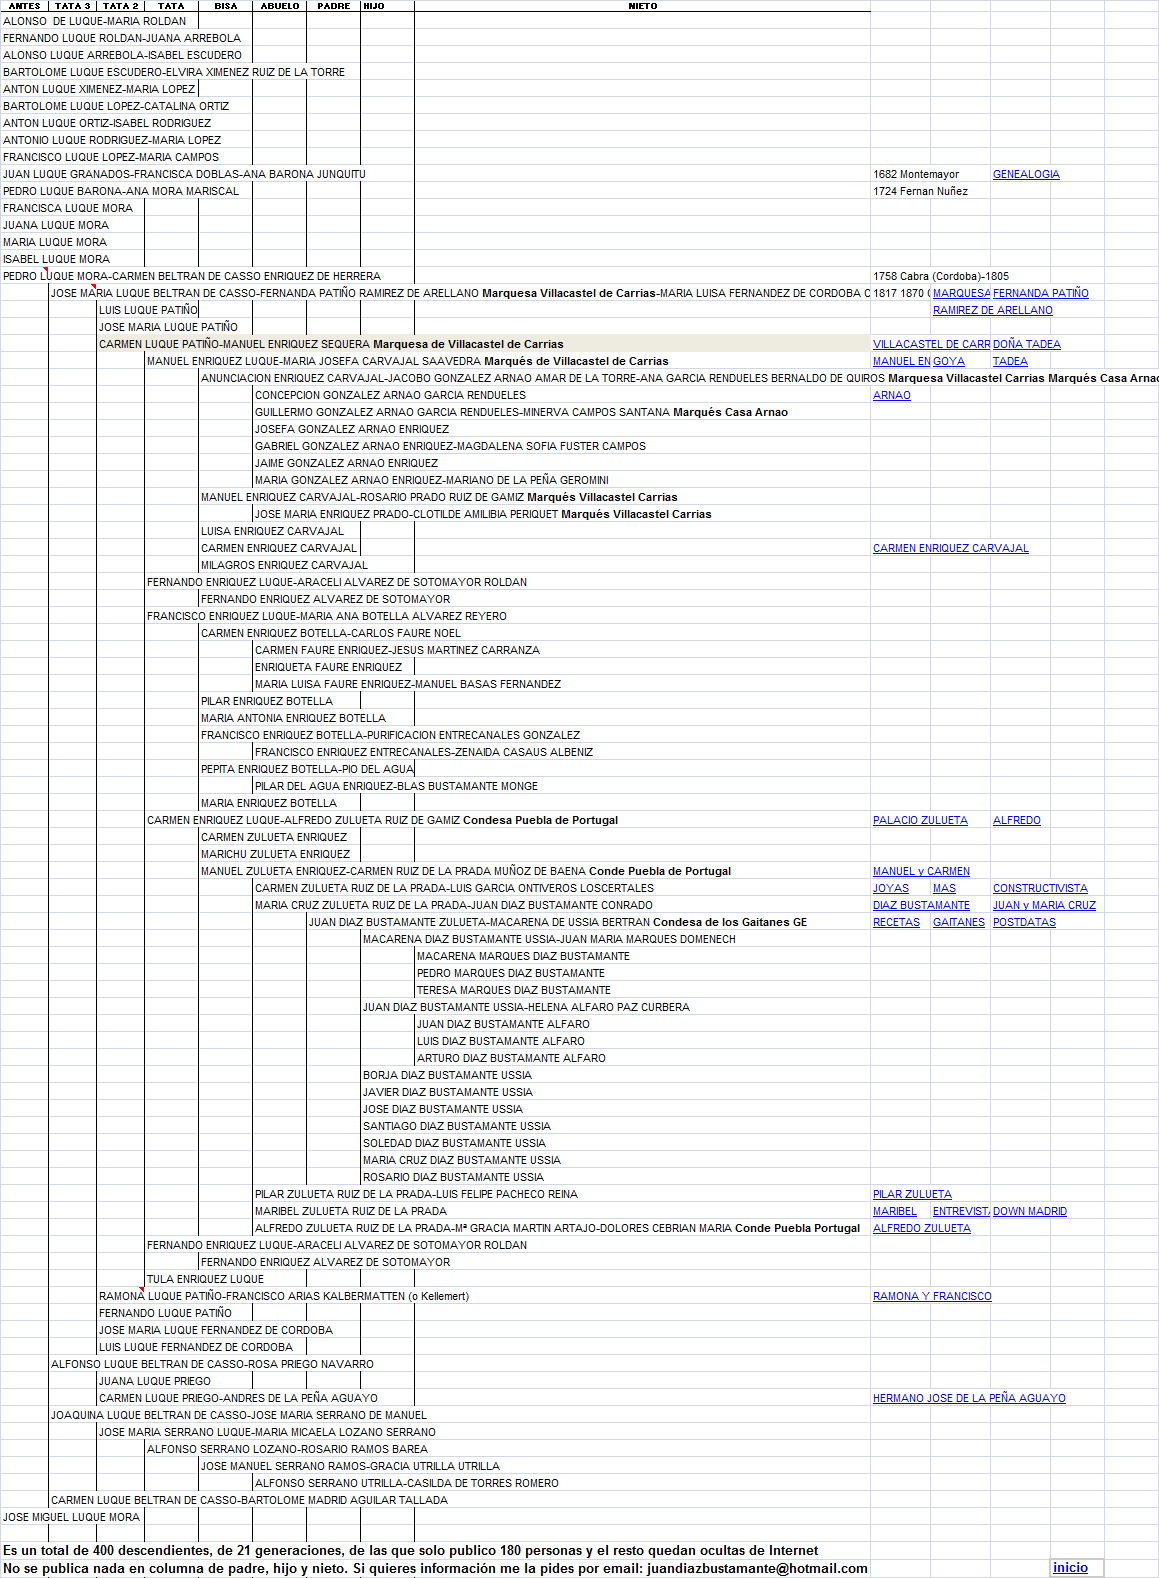 ANTES TATA 3 TATA 2 TATA BISA ABUELO PADRE HIJO NIETO
ALONSO DE LUQUE-MARIA ROLDAN
FERNANDO LUQUE ROLDAN-JUANA ARREBOLA
ALONSO LUQUE ARREBOLA-ISABEL ESCUDERO
BARTOLOME LUQUE ESCUDERO-ELVIRA XIMENEZ RUIZ DE LA TORRE
ANTON LUQUE XIMENEZ-MARIA LOPEZ
BARTOLOME LUQUE LOPEZ-CATALINA ORTIZ
ANTON LUQUE ORTIZ-ISABEL RODRIGUEZ
ANTONIO LUQUE RODRIGUEZ-MARIA LOPEZ
FRANCISCO LUQUE LOPEZ-MARIA CAMPOS
JUAN LUQUE GRANADOS-FRANCISCA DOBLAS-ANA BARONA JUNQUITU 1682 Montemayor GENEALOGIA
PEDRO LUQUE BARONA-ANA MORA MARISCAL 1724 Fernan Nuñez
FRANCISCA LUQUE MORA
JUANA LUQUE MORA
MARIA LUQUE MORA
ISABEL LUQUE MORA
PEDRO LUQUE MORA-CARMEN BELTRAN DE CASSO ENRIQUEZ DE HERRERA 1758 Cabra (Cordoba)-1805
JOSE MARIA LUQUE BELTRAN DE CASSO-FERNANDA PATIÑO RAMIREZ DE ARELLANO Marquesa Villacastel de Carrias-MARIA LUISA FERNANDEZ DE CORDOBA C 1817 1870 ( MARQUESA FERNANDA PATIÑO
LUIS LUQUE PATIÑO RAMIREZ DE ARELLANO
JOSE MARIA LUQUE PATIÑO
CARMEN LUQUE PATIÑO-MANUEL ENRIQUEZ SEQUERA Marquesa de Villacastel de Carrias VILLACASTEL DE CARR DOÑA TADEA
MANUEL ENRIQUEZ LUQUE-MARIA JOSEFA CARVAJAL SAAVEDRA Marqués de Villacastel de Carrias MANUEL EN GOYA TADEA
ANUNCIACION ENRIQUEZ CARVAJAL-JACOBO GONZALEZ ARNAO AMAR DE LA TORRE-ANA GARCIA RENDUELES BERNALDO DE QUIROS Marquesa Villacastel Carrias Marqués Casa Arnao
CONCEPCION GONZALEZ ARNAO GARCIA RENDUELES ARNAO
GUILLERMO GONZALEZ ARNAO GARCIA RENDUELES-MINERVA CAMPOS SANTANA Marqués Casa Arnao
JOSEFA GONZALEZ ARNAO ENRIQUEZ
GABRIEL GONZALEZ ARNAO ENRIQUEZ-MAGDALENA SOFIA FUSTER CAMPOS
JAIME GONZALEZ ARNAO ENRIQUEZ
MARIA GONZALEZ ARNAO ENRIQUEZ-MARIANO DE LA PEÑA GEROMINI
MANUEL ENRIQUEZ CARVAJAL-ROSARIO PRADO RUIZ DE GAMIZ Marqués Villacastel Carrias
JOSE MARIA ENRIQUEZ PRADO-CLOTILDE AMILIBIA PERIQUET Marqués Villacastel Carrias
LUISA ENRIQUEZ CARVAJAL
CARMEN ENRIQUEZ CARVAJAL CARMEN ENRIQUEZ CARVAJAL
MILAGROS ENRIQUEZ CARVAJAL
FERNANDO ENRIQUEZ LUQUE-ARACELI ALVAREZ DE SOTOMAYOR ROLDAN
FERNANDO ENRIQUEZ ALVAREZ DE SOTOMAYOR
FRANCISCO ENRIQUEZ LUQUE-MARIA ANA BOTELLA ALVAREZ REYERO
CARMEN ENRIQUEZ BOTELLA-CARLOS FAURE NOEL
CARMEN FAURE ENRIQUEZ-JESUS MARTINEZ CARRANZA
ENRIQUETA FAURE ENRIQUEZ
MARIA LUISA FAURE ENRIQUEZ-MANUEL BASAS FERNANDEZ
PILAR ENRIQUEZ BOTELLA
MARIA ANTONIA ENRIQUEZ BOTELLA
FRANCISCO ENRIQUEZ BOTELLA-PURIFICACION ENTRECANALES GONZALEZ
FRANCISCO ENRIQUEZ ENTRECANALES-ZENAIDA CASAUS ALBENIZ
PEPITA ENRIQUEZ BOTELLA-PIO DEL AGUA
PILAR DEL AGUA ENRIQUEZ-BLAS BUSTAMANTE MONGE
MARIA ENRIQUEZ BOTELLA
CARMEN ENRIQUEZ LUQUE-ALFREDO ZULUETA RUIZ DE GAMIZ Condesa Puebla de Portugal PALACIO ZULUETA ALFREDO
CARMEN ZULUETA ENRIQUEZ
MARICHU ZULUETA ENRIQUEZ
MANUEL ZULUETA ENRIQUEZ-CARMEN RUIZ DE LA PRADA MUÑOZ DE BAENA Conde Puebla de Portugal MANUEL y CARMEN
CARMEN ZULUETA RUIZ DE LA PRADA-LUIS GARCIA ONTIVEROS LOSCERTALES JOYAS MAS CONSTRUCTIVISTA
MARIA CRUZ ZULUETA RUIZ DE LA PRADA-JUAN DIAZ BUSTAMANTE CONRADO DIAZ BUSTAMANTE JUAN y MARIA CRUZ
JUAN DIAZ BUSTAMANTE ZULUETA-MACARENA DE USSIA BERTRAN Condesa de los Gaitanes GE RECETAS GAITANES POSTDATAS
MACARENA DIAZ BUSTAMANTE USSIA-JUAN MARIA MARQUES DOMENECH
MACARENA MARQUES DIAZ BUSTAMANTE
PEDRO MARQUES DIAZ BUSTAMANTE
TERESA MARQUES DIAZ BUSTAMANTE
JUAN DIAZ BUSTAMANTE USSIA-HELENA ALFARO PAZ CURBERA
JUAN DIAZ BUSTAMANTE ALFARO
LUIS DIAZ BUSTAMANTE ALFARO
ARTURO DIAZ BUSTAMANTE ALFARO
BORJA DIAZ BUSTAMANTE USSIA
JAVIER DIAZ BUSTAMANTE USSIA
JOSE DIAZ BUSTAMANTE USSIA
SANTIAGO DIAZ BUSTAMANTE USSIA
SOLEDAD DIAZ BUSTAMANTE USSIA
MARIA CRUZ DIAZ BUSTAMANTE USSIA
ROSARIO DIAZ BUSTAMANTE USSIA
PILAR ZULUETA RUIZ DE LA PRADA-LUIS FELIPE PACHECO REINA PILAR ZULUETA
MARIBEL ZULUETA RUIZ DE LA PRADA MARIBEL ENTREVISTA DOWN MADRID
ALFREDO ZULUETA RUIZ DE LA PRADA-Mª GRACIA MARTIN ARTAJO-DOLORES CEBRIAN MARIA Conde Puebla Portugal ALFREDO ZULUETA
FERNANDO ENRIQUEZ LUQUE-ARACELI ALVAREZ DE SOTOMAYOR ROLDAN
FERNANDO ENRIQUEZ ALVAREZ DE SOTOMAYOR
TULA ENRIQUEZ LUQUE
RAMONA LUQUE PATIÑO-FRANCISCO ARIAS KALBERMATTEN (o Kellemert) RAMONA Y FRANCISCO
FERNANDO LUQUE PATIÑO
JOSE MARIA LUQUE FERNANDEZ DE CORDOBA
LUIS LUQUE FERNANDEZ DE CORDOBA
ALFONSO LUQUE BELTRAN DE CASSO-ROSA PRIEGO NAVARRO
JUANA LUQUE PRIEGO
CARMEN LUQUE PRIEGO-ANDRES DE LA PEÑA AGUAYO HERMANO JOSE DE LA PEÑA AGUAYO
JOAQUINA LUQUE BELTRAN DE CASSO-JOSE MARIA SERRANO DE MANUEL
JOSE MARIA SERRANO LUQUE-MARIA MICAELA LOZANO SERRANO
ALFONSO SERRANO LOZANO-ROSARIO RAMOS BAREA
JOSE MANUEL SERRANO RAMOS-GRACIA UTRILLA UTRILLA
ALFONSO SERRANO UTRILLA-CASILDA DE TORRES ROMERO
CARMEN LUQUE BELTRAN DE CASSO-BARTOLOME MADRID AGUILAR TALLADA
JOSE MIGUEL LUQUE MORA
Es un total de 400 descendientes, de 21 generaciones, de las que solo publico 180 personas y el resto quedan ocultas de Internet
No se publica nada en columna de padre, hijo y nieto. Si quieres información me la pides por email: juandiazbustamante@hotmail.com inicio